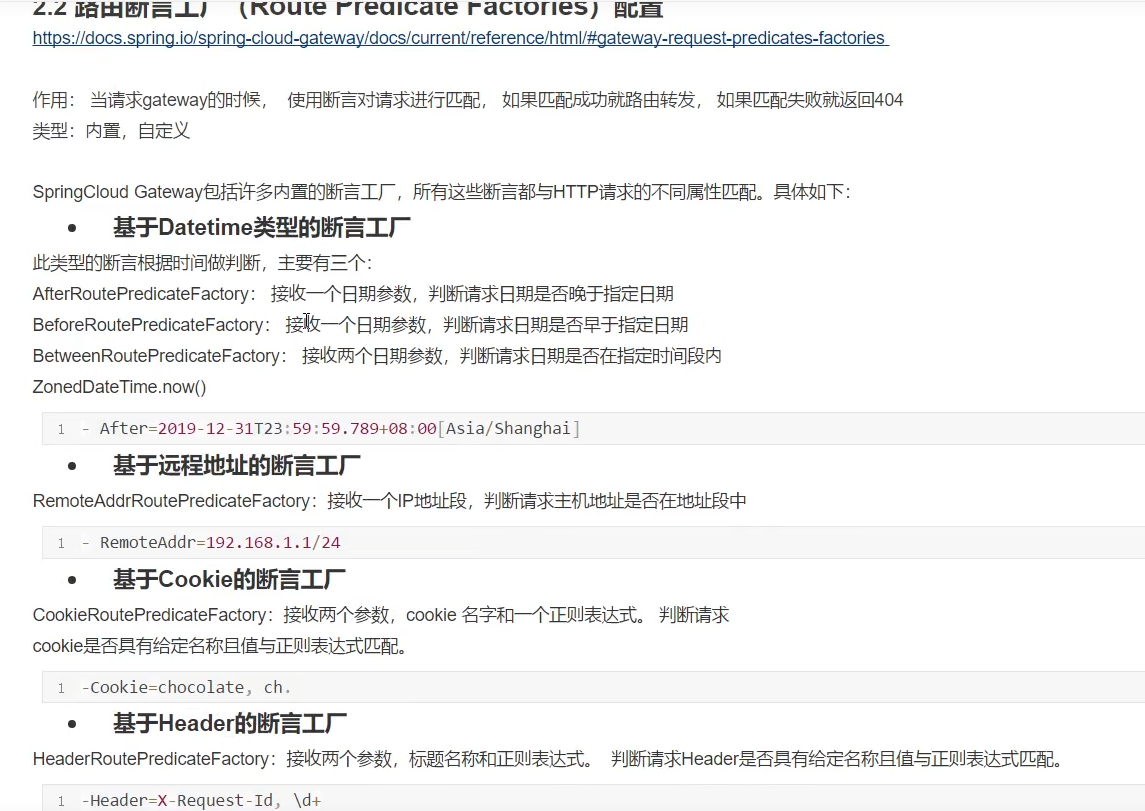 2.2 路由断言工厂（Route Predicate Factories）配置
https://docs.spring.io/spring-cloud-gateway/docs/current/reference/html/#gateway-request-predicates-factories
作用： 当请求gateway的时候， 使用断言对请求进行匹配， 如果匹配成功就路由转发， 如果匹配失败就返回404
类型：内置，自定义
SpringCloud Gateway包括许多内置的断言工厂，所有这些断言都与HTTP请求的不同属性匹配。具体如下：
• 基于Datetime类型的断言工厂
此类型的断言根据时间做判断，主要有三个：
AfterRoutePredicateFactory： 接收一个日期参数，判断请求日期是否晚于指定日期
BeforeRoutePredicateFactory： 接收一个日期参数，判断请求日期是否早于指定日期
BetweenRoutePredicateFactory： 接收两个日期参数，判断请求日期是否在指定时间段内
ZonedDateTime.now()
1 - After=2019-12-31T23:59:59.789+08:00[Asia/Shanghai]
• 基于远程地址的断言工厂
RemoteAddrRoutePredicateFactory：接收一个IP地址段，判断请求主机地址是否在地址段中
1 - RemoteAddr=192.168.1.1/24
• 基于Cookie的断言工厂
CookieRoutePredicateFactory：接收两个参数，cookie 名字和一个正则表达式。 判断请求
cookie是否具有给定名称且值与正则表达式匹配。
1 -Cookie=chocolate, ch.
• 基于Header的断言工厂
HeaderRoutePredicateFactory：接收两个参数，标题名称和正则表达式。 判断请求Header是否具有给定名称且值与正则表达式匹配。
1 -Header=X-Request-Id, \d+